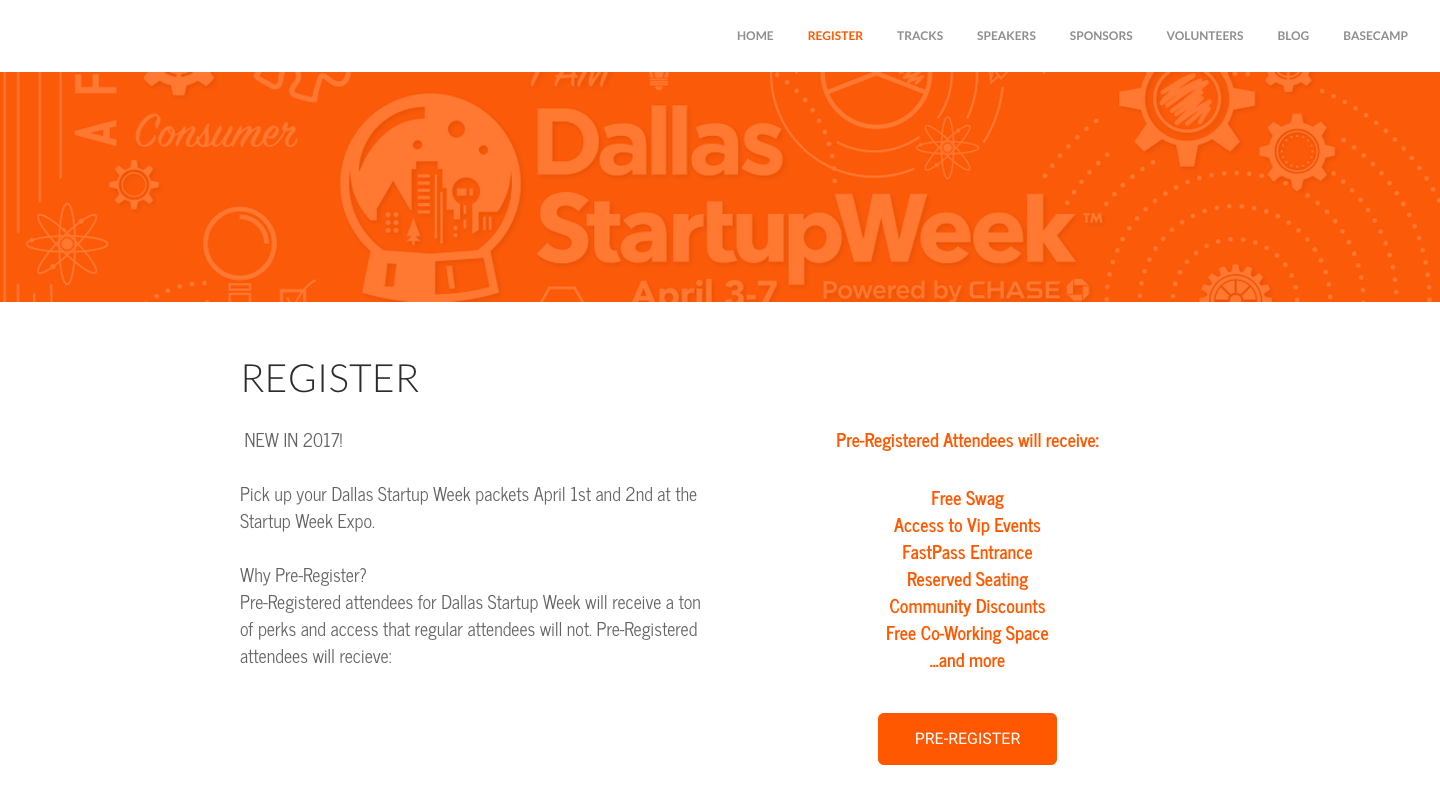 HOME REGISTER TRACKS SPEAKERS SPONSORS VOLUNTEERS BLOG BASECAMP
I AM
A F
Consumer
Dallas
StartupWeek™
April 3-7 Powered by CHASE
REGISTER
NEW IN 2017!
Pick up your Dallas Startup Week packets April 1st and 2nd at the
Startup Week Expo.
Why Pre-Register?
Pre-Registered attendees for Dallas Startup Week will receive a ton
of perks and access that regular attendees will not. Pre-Registered
attendees will recieve:
Pre-Registered Attendees will receive:
Free Swag
Access to Vip Events
FastPass Entrance
Reserved Seating
Community Discounts
Free Co-Working Space
...and more
PRE-REGISTER